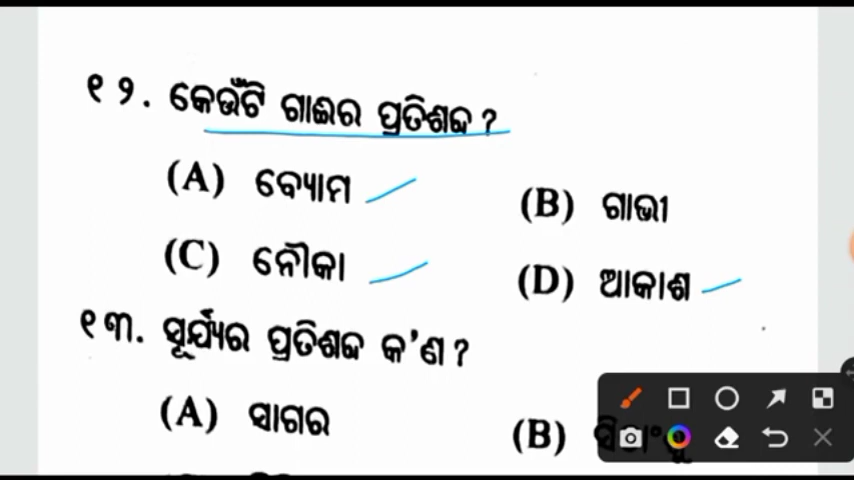 ୧୨. କେଉଁଟି ଗାଈର ପ୍ରତିଶବ୍ଦ ?
(A) ବ୍ୟୋମ (B) ଗାଭୀ
(C) ନୌକା (D) ଆକାଶ
୧୩. ସୂର୍ଯ୍ୟର ପ୍ରତିଶବ୍ଦ କ'ଣ ?
(A) ସାଗର (B)